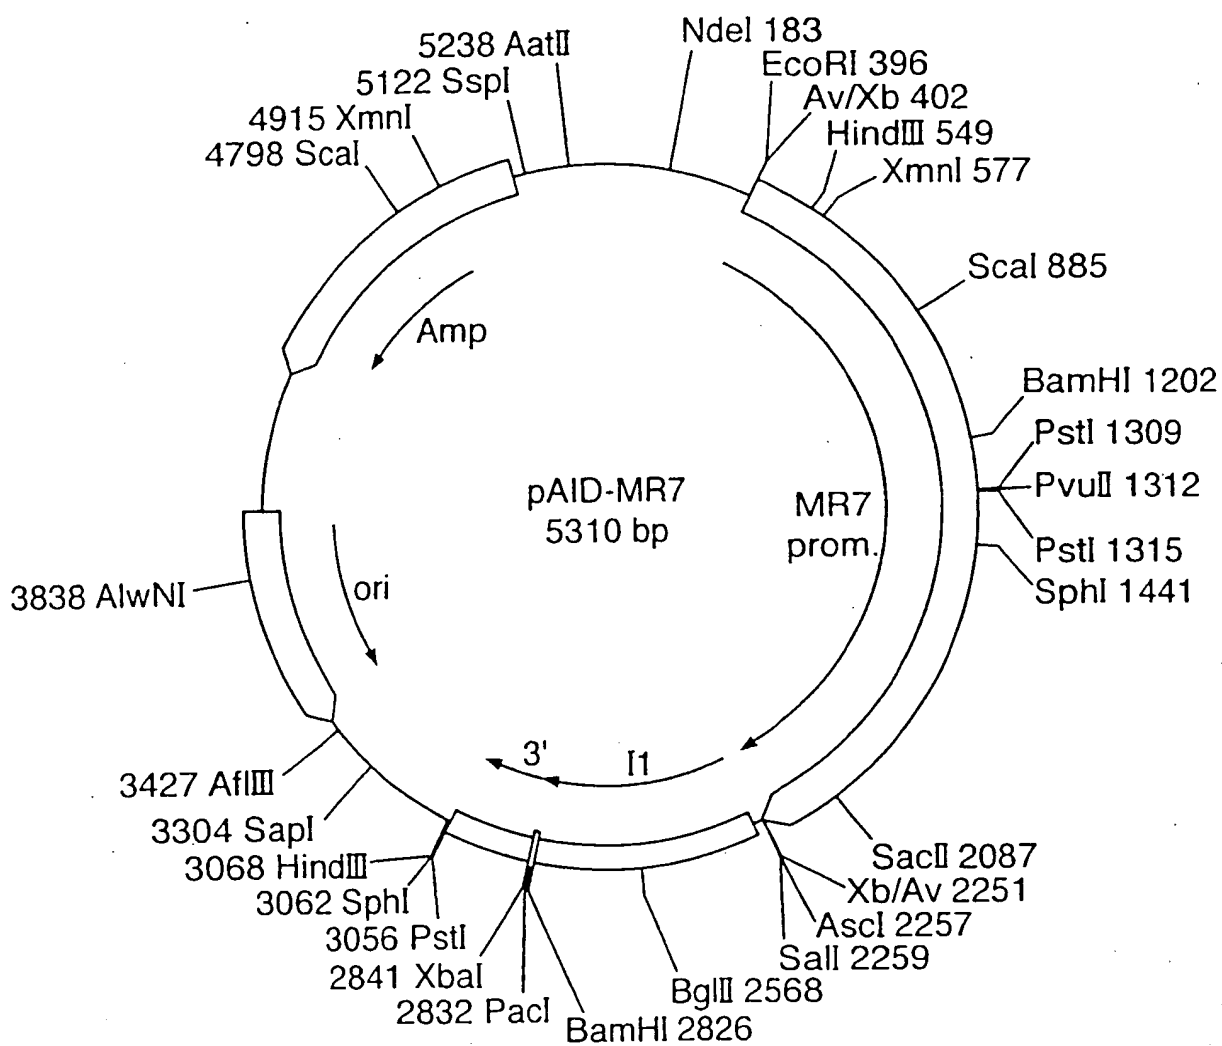 5238 AatⅡ
5122 SspI
4915 XmnI
4798 ScaI
NdeI 183
EcoRI 396
Av/Xb 402
HindⅢ 549
XmnI 577
ScaI 885
BamHI 1202
PstI 1309
PvuⅡ 1312
PstI 1315
SphI 1441
Amp
pAID-MR7
5310 bp
MR7
prom.
ori
3838 AlwNI
3'
I1
3427 AflⅢ
3304 SapI
3068 HindⅢ
3062 SphI
3056 PstI
2841 XbaI
2832 PacI
BamHI 2826
BglⅡ 2568
SalI 2259
AscI 2257
Xb/Av 2251
SacⅡ 2087